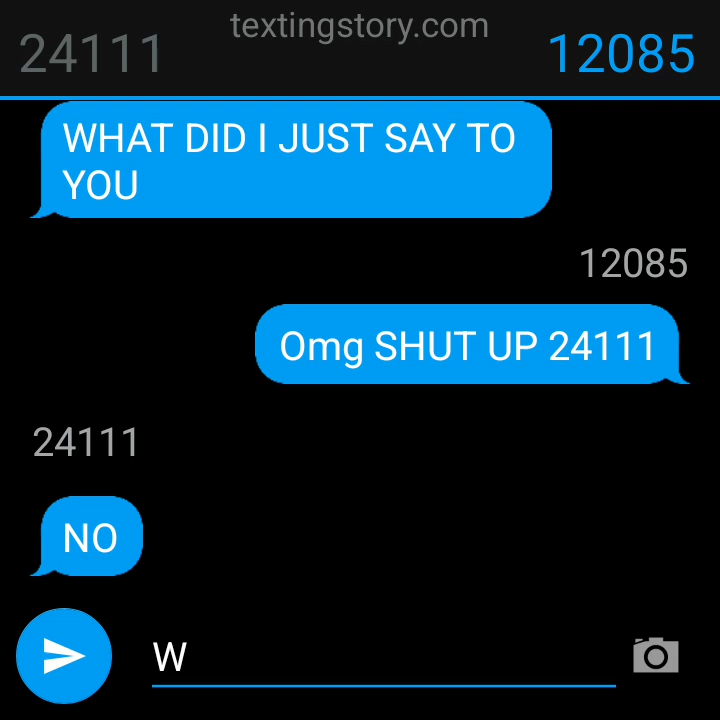 textingstory.com
24111
12085
WHAT DID I JUST SAY TO
YOU
12085
Omg SHUT UP 24111
24111
NO
W